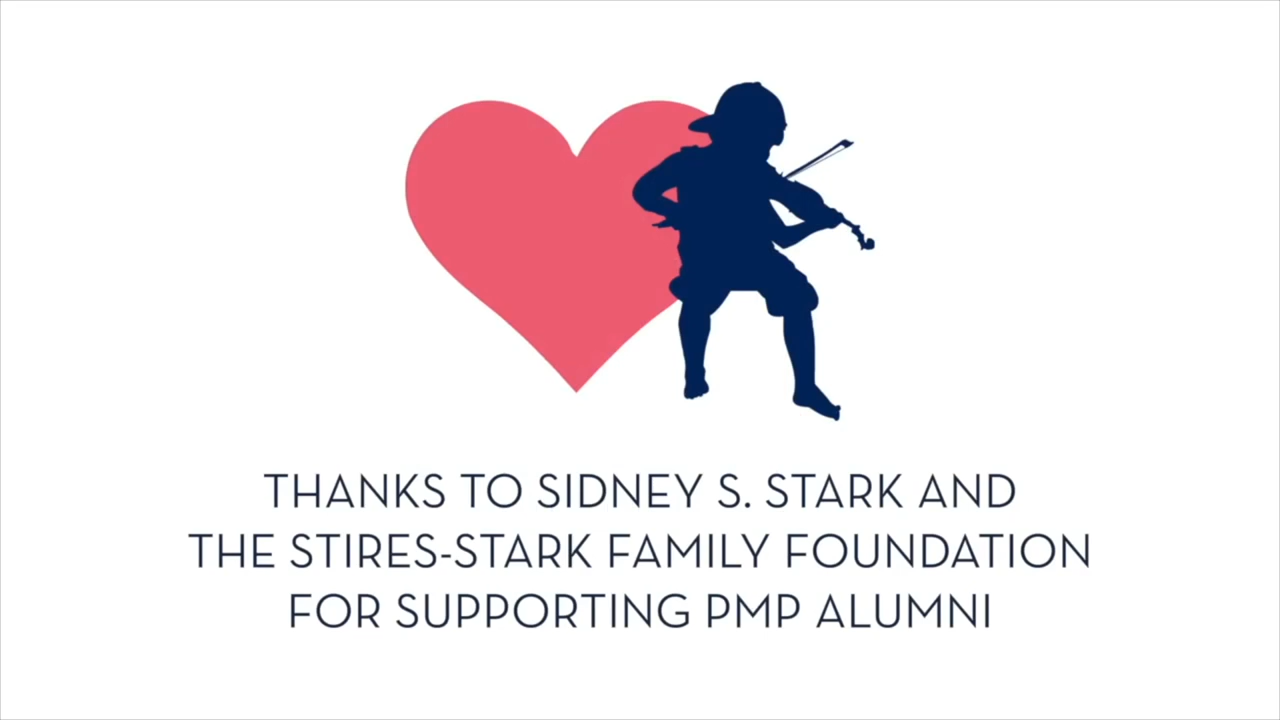 THANKS TO SIDNEY S. STARK AND
THE STIRES-STARK FAMILY FOUNDATION
FOR SUPPORTING PMP ALUMNI